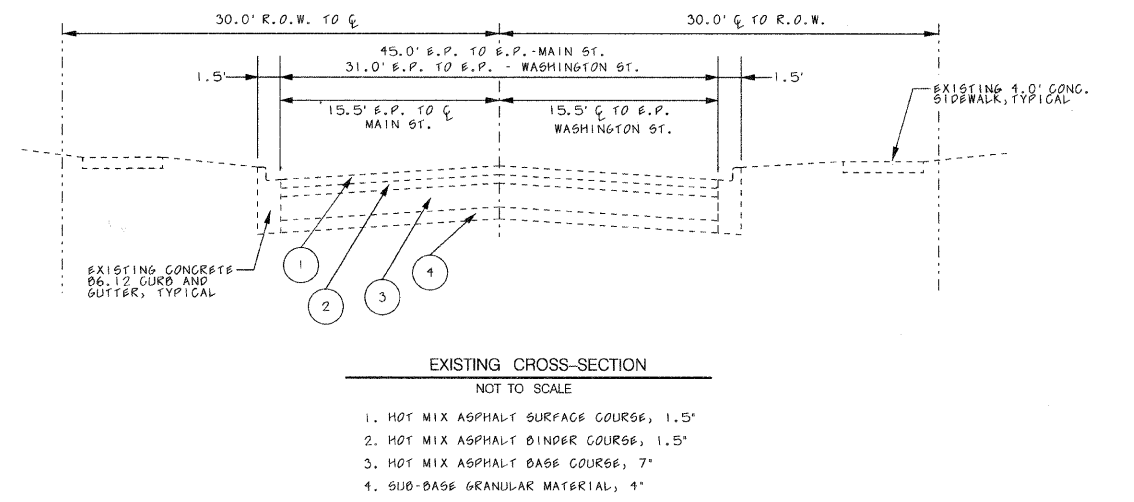 30.0' R.O.W. TO ℄
30.0' ℄ TO R.O.W.
45.0' E.P. TO E.P.-MAIN ST.
31.0' E.P. TO E.P. - WASHINGTON ST.
1.5'
1.5'
15.5' E.P. TO ℄
MAIN ST.
15.5' ℄ TO E.P.
WASHINGTON ST.
EXISTING 4.0' CONC.
SIDEWALK, TYPICAL
EXISTING CONCRETE
B6.12 CURB AND
GUTTER, TYPICAL
1
2
3
4
EXISTING CROSS-SECTION
NOT TO SCALE
1. HOT MIX ASPHALT SURFACE COURSE, 1.5"
2. HOT MIX ASPHALT BINDER COURSE, 1.5"
3. HOT MIX ASPHALT BASE COURSE, 7"
4. SUB-BASE GRANULAR MATERIAL, 4"